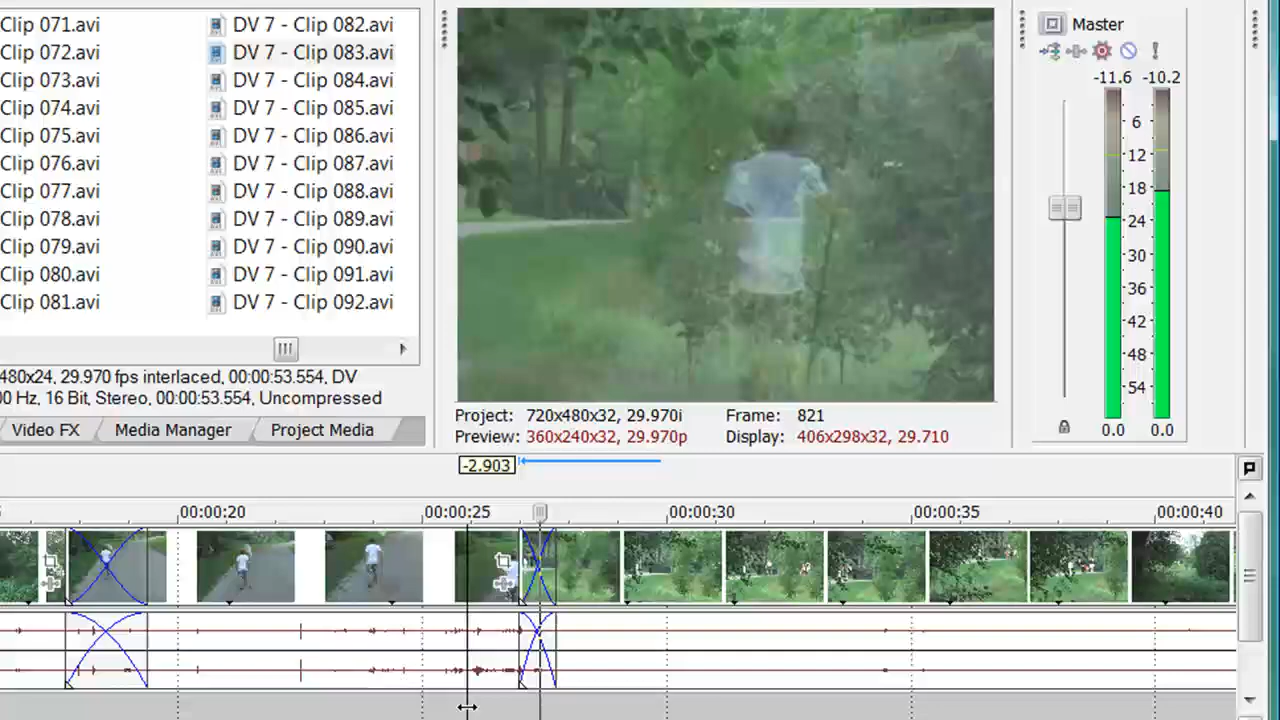 Clip 071.avi DV 7 - Clip 082.avi
Clip 072.avi DV 7 - Clip 083.avi
Clip 073.avi DV 7 - Clip 084.avi
Clip 074.avi DV 7 - Clip 085.avi
Clip 075.avi DV 7 - Clip 086.avi
Clip 076.avi DV 7 - Clip 087.avi
Clip 077.avi DV 7 - Clip 088.avi
Clip 078.avi DV 7 - Clip 089.avi
Clip 079.avi DV 7 - Clip 090.avi
Clip 080.avi DV 7 - Clip 091.avi
Clip 081.avi DV 7 - Clip 092.avi
480x24, 29.970 fps interlaced, 00:00:53.554, DV
00 Hz, 16 Bit, Stereo, 00:00:53.554, Uncompressed
Video FX Media Manager Project Media
Project: 720x480x32, 29.970i Frame: 821
Preview: 360x240x32, 29.970p Display: 406x298x32, 29.710
Master
-11.6 -10.2
6
12
18
24
30
36
42
48
54
0.0 0.0
-2.903
00:00:20 00:00:25 00:00:30 00:00:35 00:00:40